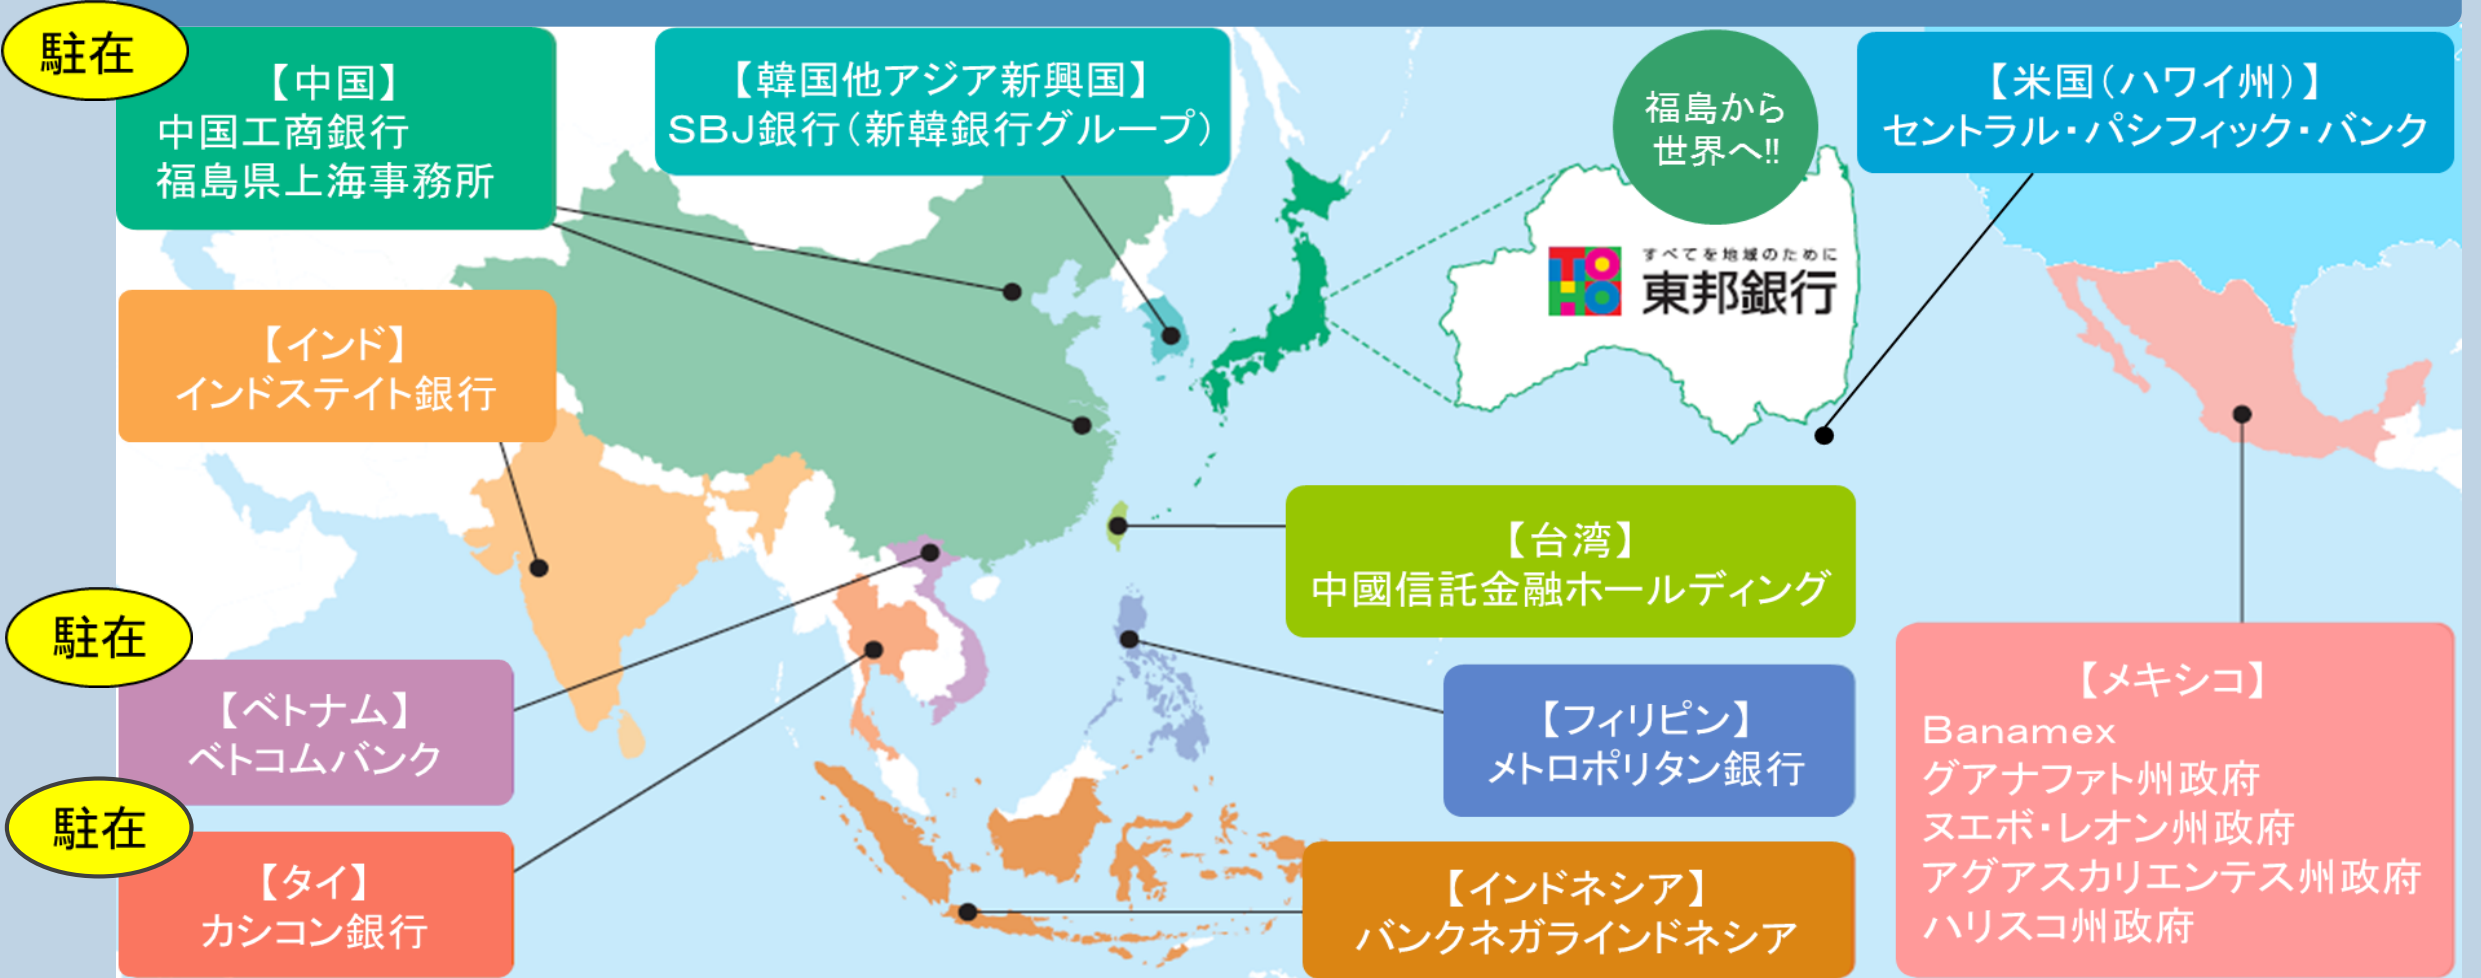 駐在
【中国】
中国工商銀行
福島県上海事務所
【韓国他アジア新興国】
SBJ銀行(新韓銀行グループ)
福島から
世界へ!!
【米国(ハワイ州)】
セントラル・パシフィック・バンク
TO
HO
すべてを地域のために
東邦銀行
【インド】
インドステイト銀行
【台湾】
中國信託金融ホールディング
駐在
【ベトナム】
ベトコムバンク
【フィリピン】
メトロポリタン銀行
【メキシコ】
Banamex
グアナファト州政府
ヌエボ・レオン州政府
アグアスカリエンテス州政府
ハリスコ州政府
駐在
【タイ】
カシコン銀行
【インドネシア】
バンクネガラインドネシア